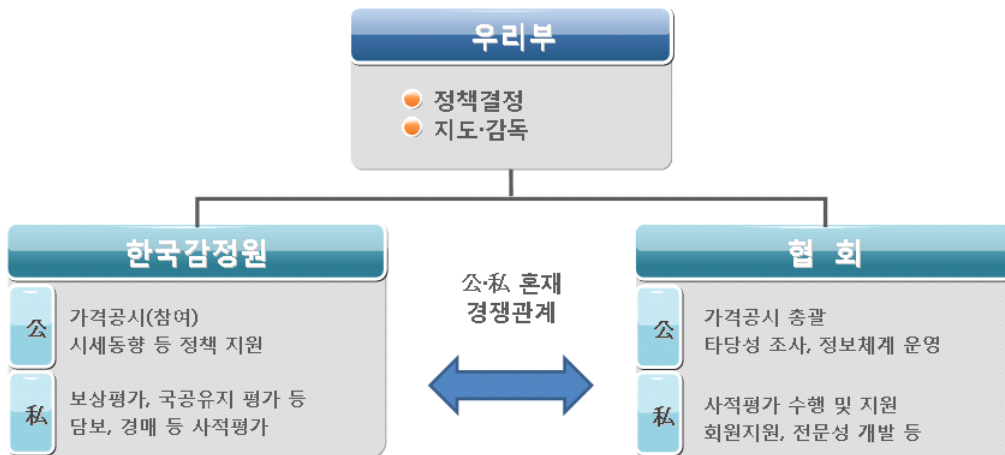 우리부
정책결정
지도·감독
한국감정원
公
가격공시(참여)
시세동향 등 정책 지원
私
보상평가, 국공유지 평가 등
담보, 경매 등 사적평가
公·私 혼재
경쟁관계
협 회
公
가격공시 총괄
타당성 조사, 정보체계 운영
私
사적평가 수행 및 지원
회원지원, 전문성 개발 등